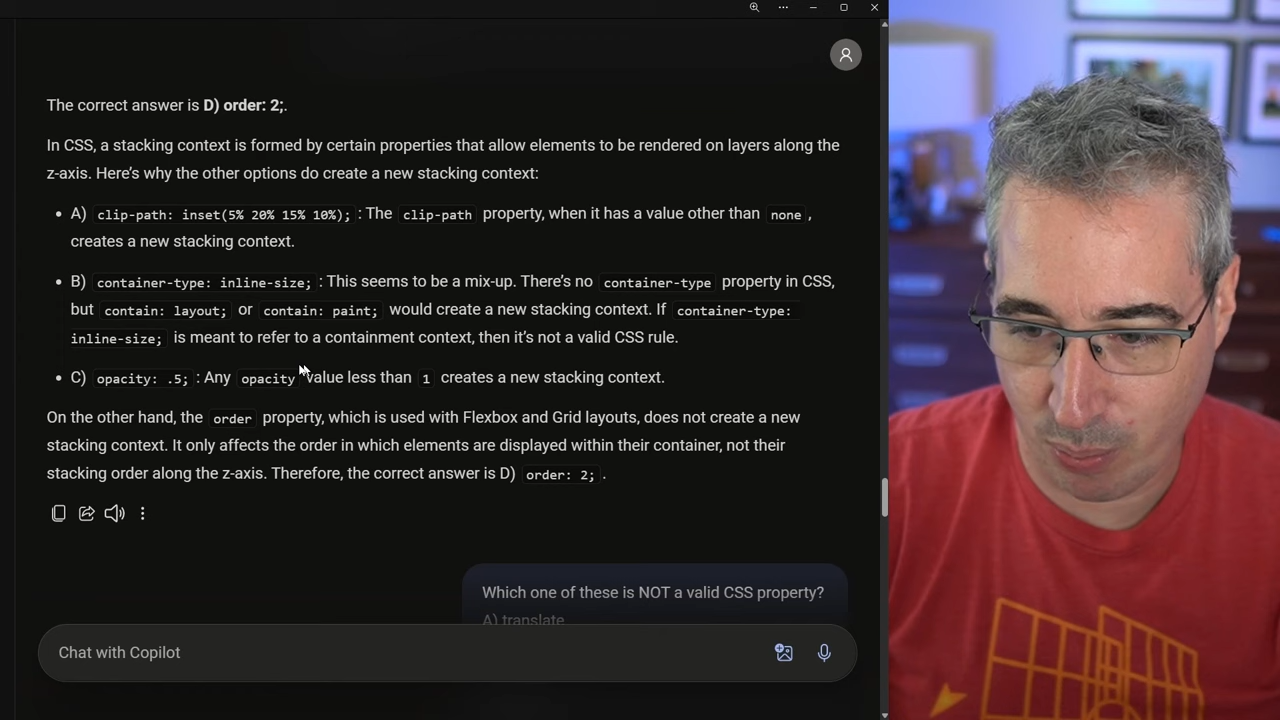 The correct answer is D) order: 2;.
In CSS, a stacking context is formed by certain properties that allow elements to be rendered on layers along the
z-axis. Here’s why the other options do create a new stacking context:
• A) clip-path: inset(5% 20% 15% 10%); : The clip-path property, when it has a value other than none ,
creates a new stacking context.
• B) container-type: inline-size; : This seems to be a mix-up. There’s no container-type property in CSS,
but contain: layout; or contain: paint; would create a new stacking context. If container-type:
inline-size; is meant to refer to a containment context, then it’s not a valid CSS rule.
• C) opacity: .5; : Any opacity value less than 1 creates a new stacking context.
On the other hand, the order property, which is used with Flexbox and Grid layouts, does not create a new
stacking context. It only affects the order in which elements are displayed within their container, not their
stacking order along the z-axis. Therefore, the correct answer is D) order: 2; .
Which one of these is NOT a valid CSS property?
A) translate
Chat with Copilot